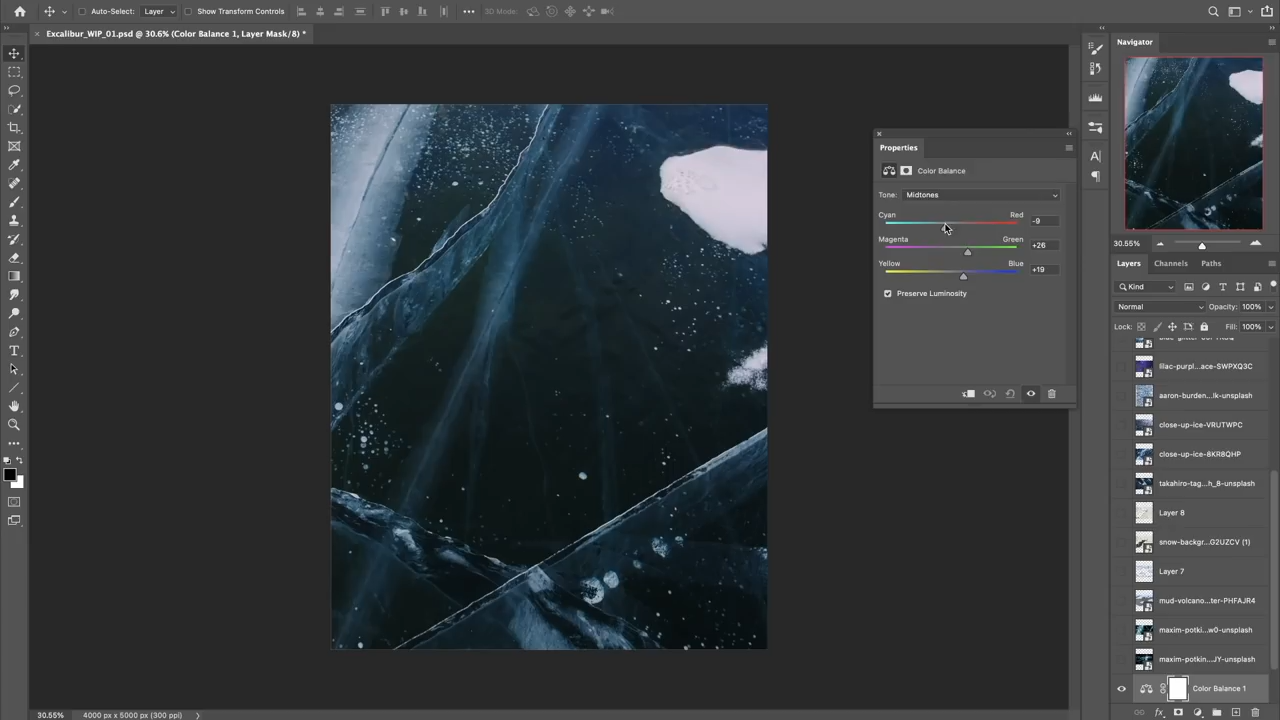 Auto-Select:
Layer
Show Transform Controls
3D Mode:
Excalibur_WIP_01.psd @ 30.6% (Color Balance 1, Layer Mask/8) *
Properties
Color Balance
Tone:
Midtones
Cyan
Red
-9
Magenta
Green
+26
Yellow
Blue
+19
Preserve Luminosity
Navigator
30.55%
Layers
Channels
Paths
Kind
Normal
Opacity:
100%
Lock:
Fill:
100%
lilac-purpl...ace-SWPXQ3C
aaron-burden...lk-unsplash
close-up-ice-VRUTWPC
close-up-ice-8KR8QHP
takahiro-tag...h_8-unsplash
Layer 8
snow-backgr...G2UZCV (1)
Layer 7
mud-volcano...ter-PHFAJR4
maxim-potki...w0-unsplash
maxim-potkin...JY-unsplash
Color Balance 1
30.55%
4000 px x 5000 px (300 ppi)